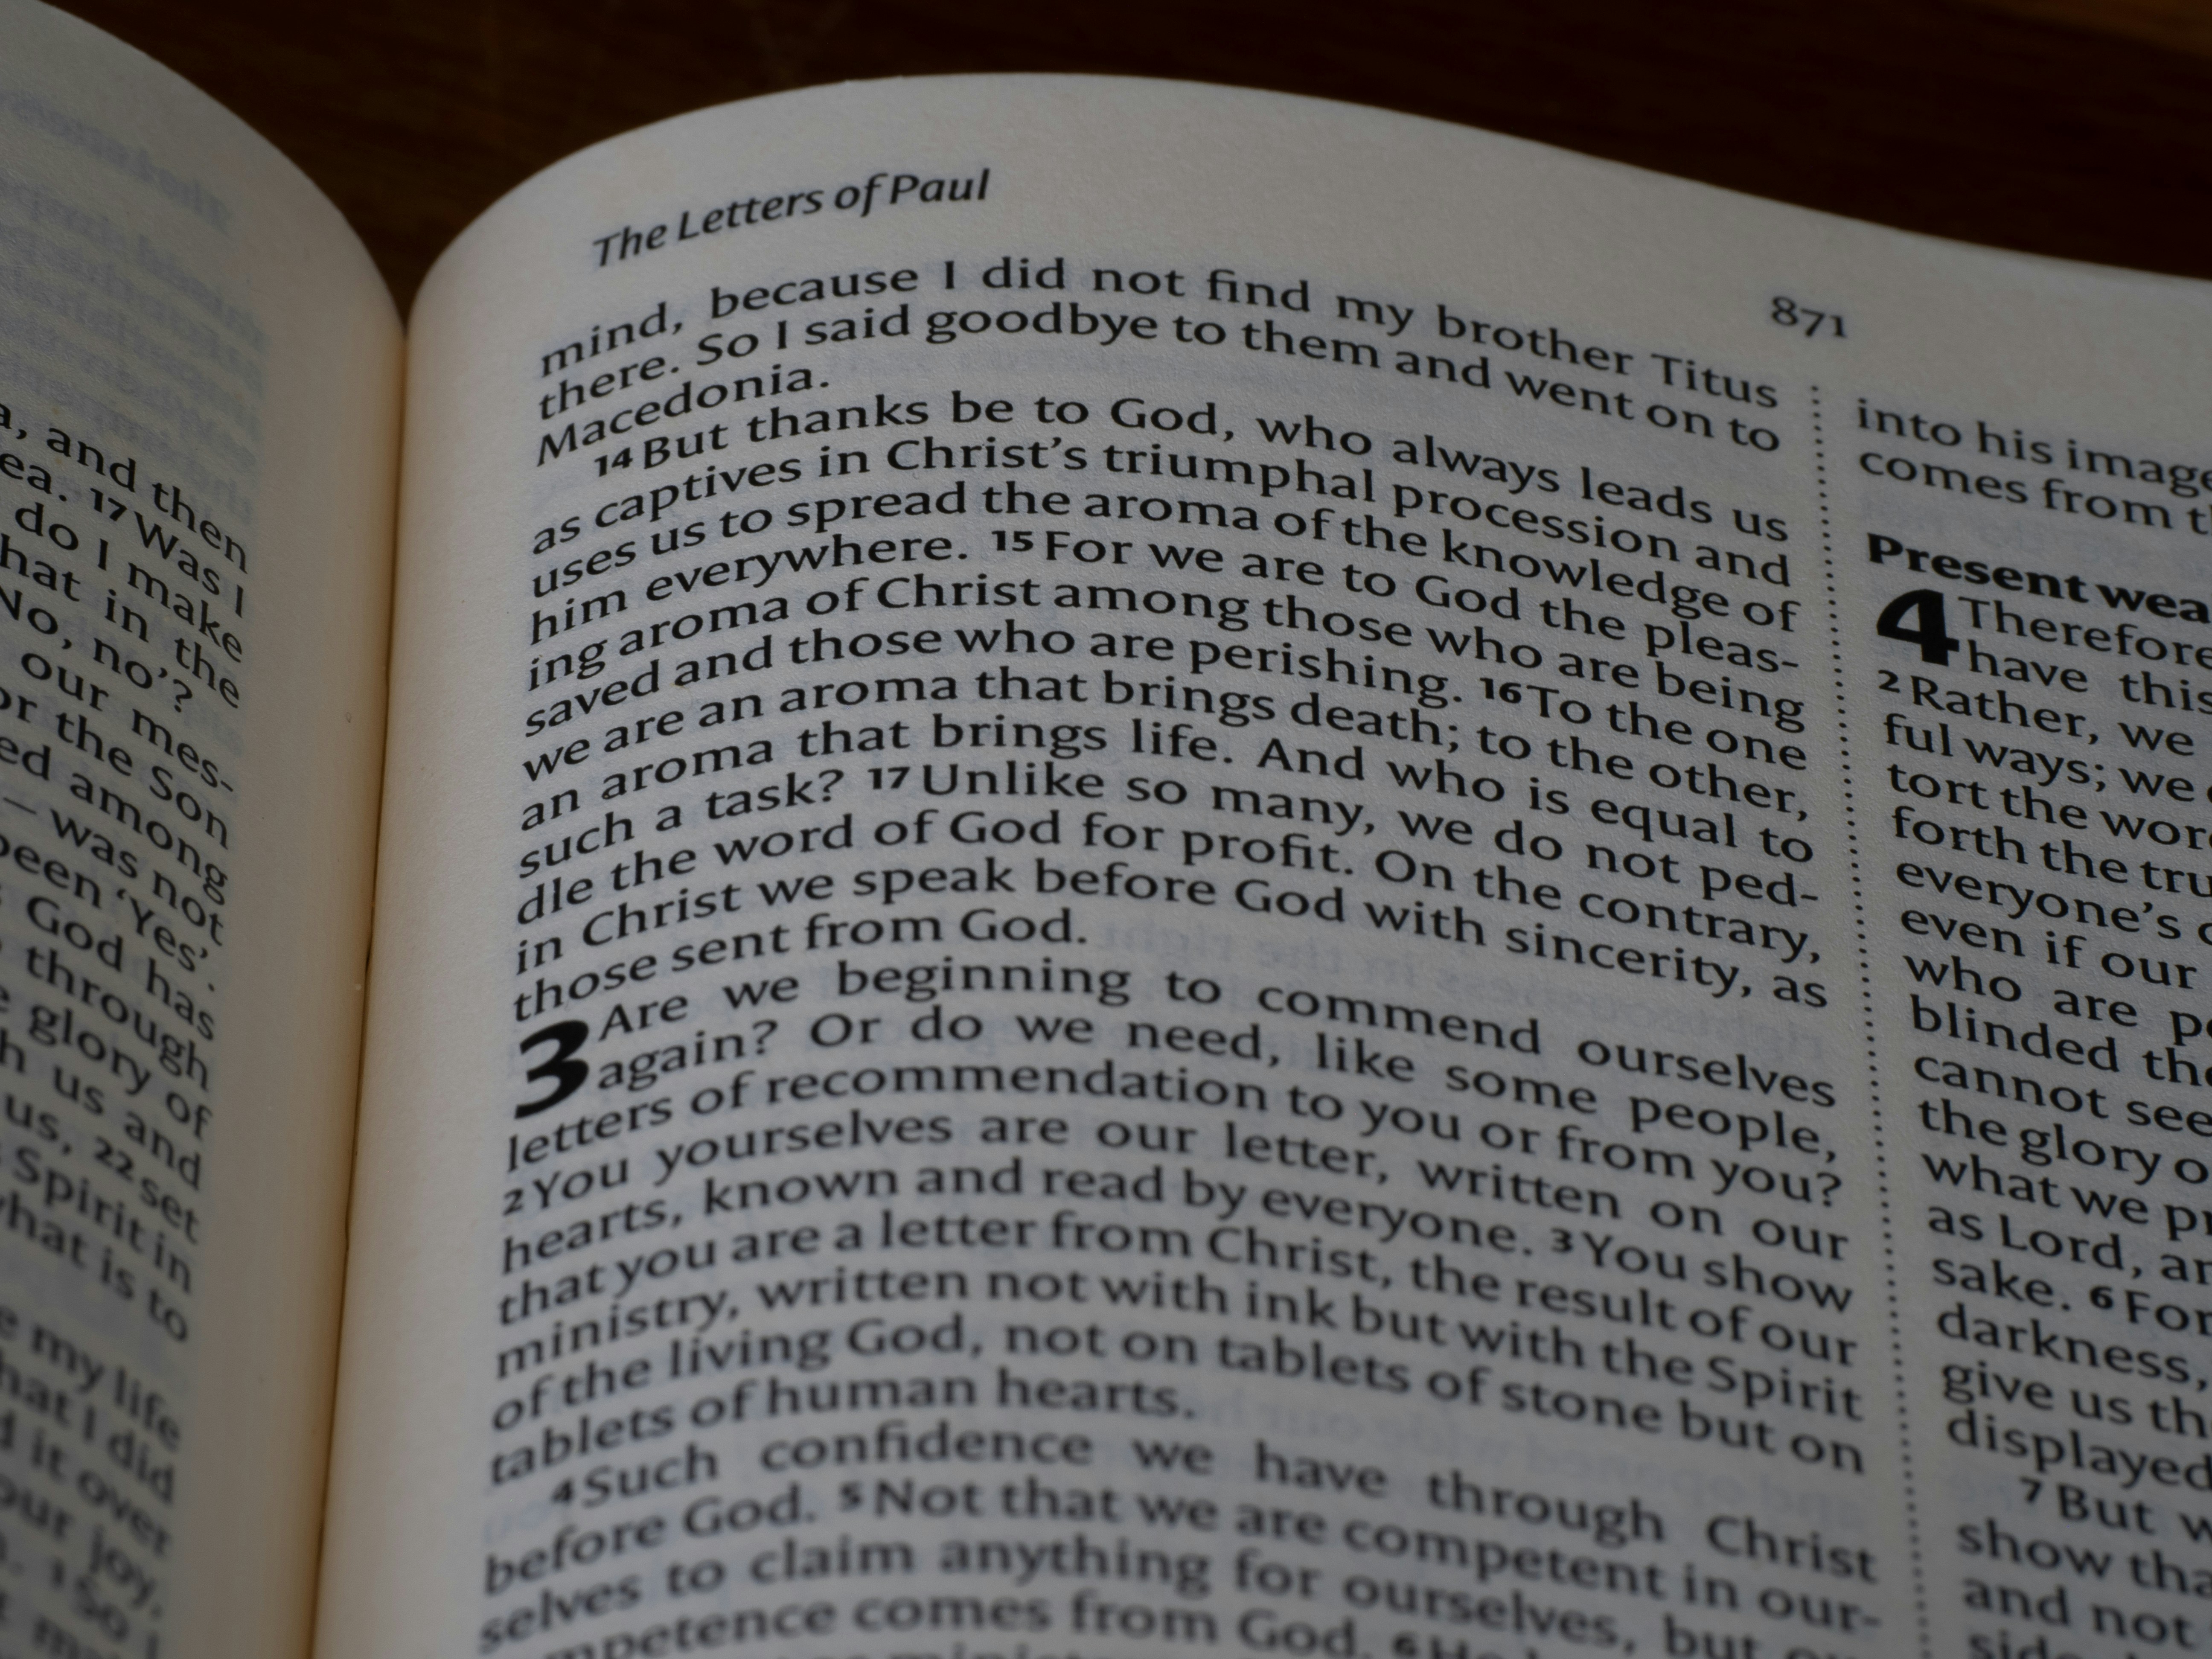 a, and then
ea. 17 Was I
do I make
hat in the
No, no'?
our mes-
or the Son
ed among
– was not
been 'Yes'.
God has
through
glory of
h us and
us, 22 set
Spirit in
what is to
e my life
hat I did
d it over
our joy,
1 So I
The Letters of Paul
871
mind, because I did not find my brother Titus
there. So I said goodbye to them and went on to
Macedonia.
14 But thanks be to God, who always leads us
as captives in Christ's triumphal procession and
uses us to spread the aroma of the knowledge of
him everywhere. 15 For we are to God the pleas-
ing aroma of Christ among those who are being
saved and those who are perishing. 16 To the one
we are an aroma that brings death; to the other,
an aroma that brings life. And who is equal to
such a task? 17 Unlike so many, we do not ped-
dle the word of God for profit. On the contrary,
in Christ we speak before God with sincerity, as
those sent from God.
3 Are we beginning to commend ourselves
again? Or do we need, like some people,
letters of recommendation to you or from you?
2 You yourselves are our letter, written on our
hearts, known and read by everyone. 3 You show
that you are a letter from Christ, the result of our
ministry, written not with ink but with the Spirit
of the living God, not on tablets of stone but on
tablets of human hearts.
4 Such confidence we have through Christ
before God. 5 Not that we are competent in our-
selves to claim anything for ourselves, but
mpetence comes from God. 6 He
into his image
comes from t
Present wea
4 Therefore
have this
2 Rather, we
ful ways; we
tort the wor
forth the tru
everyone's c
even if our
who are pe
blinded the
cannot see
the glory o
what we pr
as Lord, an
sake. 6 For
darkness,
give us th
displayed
7 But w
show tha
and not
side